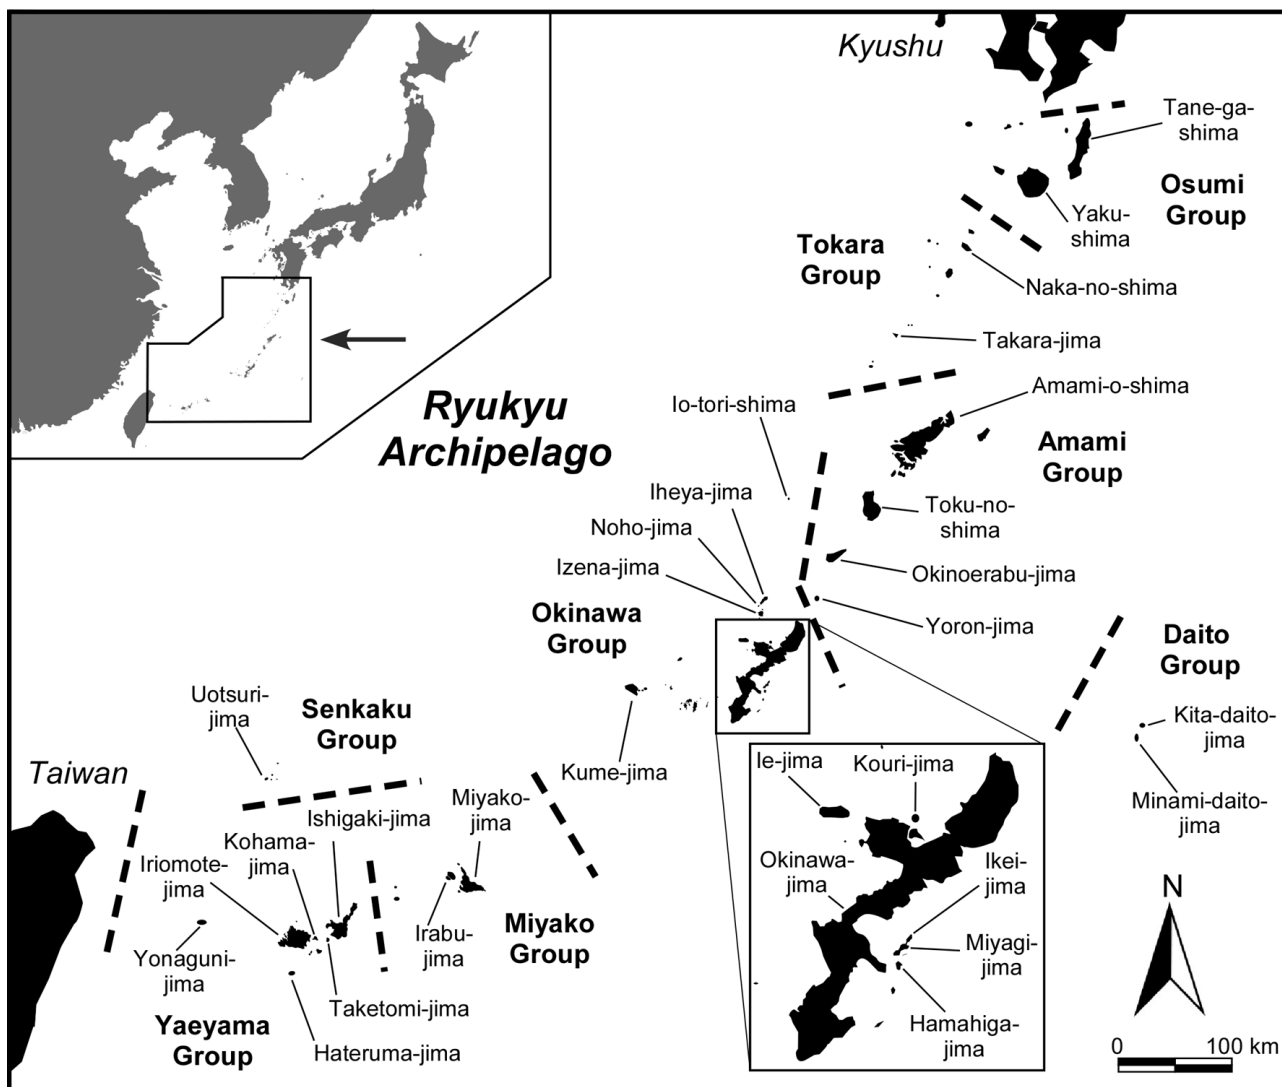 Kyushu
Tane-ga-
shima
Osumi
Group
Yaku-
shima
Tokara
Group
Naka-no-shima
Takara-jima
Ryukyu
Archipelago
Io-tori-shima
Amami-o-shima
Amami
Group
Iheya-jima
Noho-jima
Izena-jima
Toku-no-
shima
Okinoerabu-jima
Yoron-jima
Okinawa
Group
Daito
Group
Kita-daito-
jima
Minami-daito-
jima
Uotsuri-
jima
Senkaku
Group
Kume-jima
Taiwan
Ishigaki-jima
Miyako-
jima
Kohama-
jima
Iriomote-
jima
Irabu-
jima
Miyako
Group
Yonaguni-
jima
Taketomi-jima
Yaeyama
Group
Hateruma-jima
Ie-jima
Kouri-jima
Okinawa-
jima
Ikei-
jima
Miyagi-
jima
Hamahiga-
jima
N
0 100 km